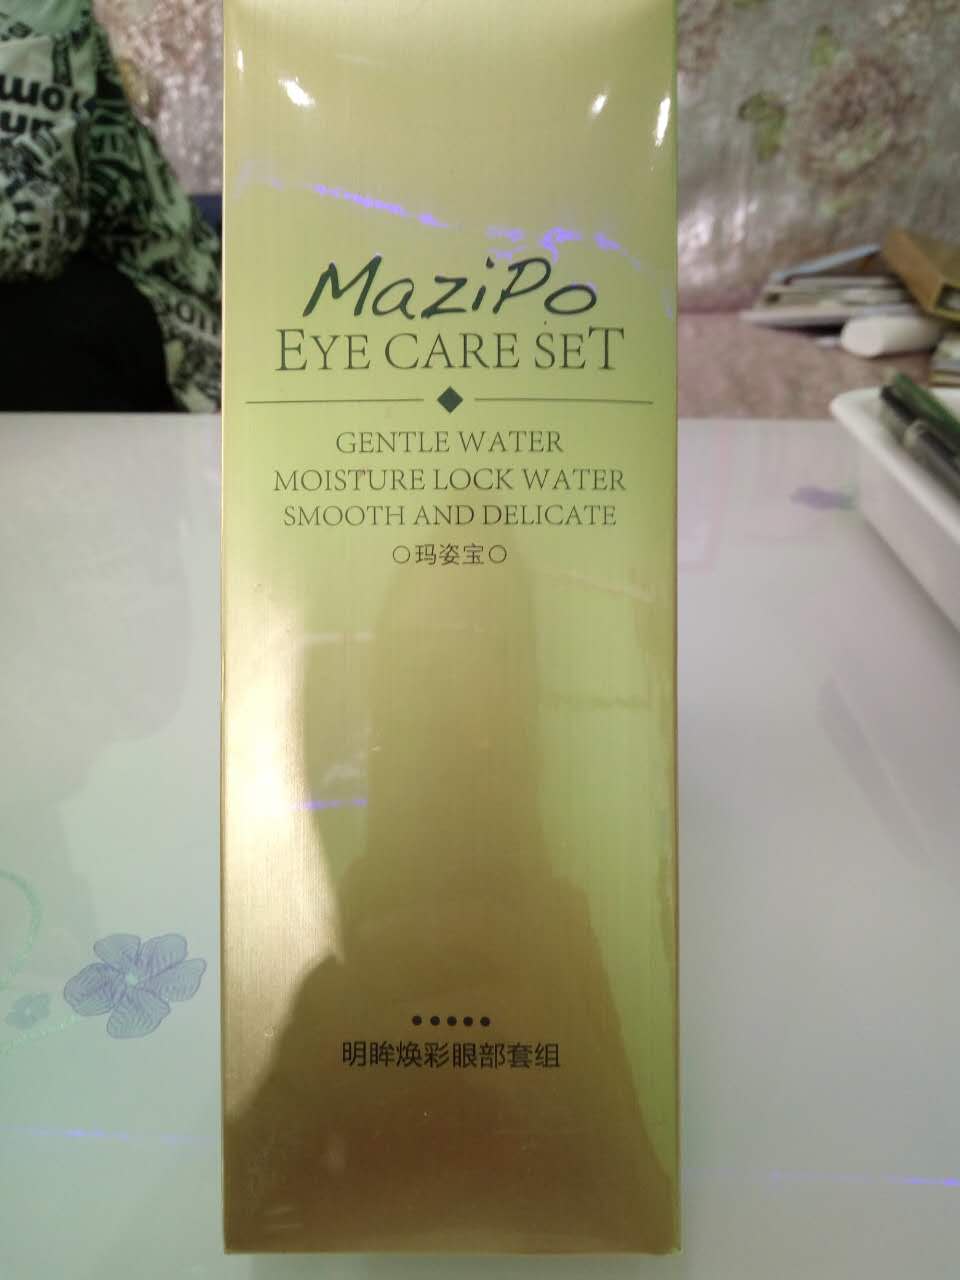 MaziPo
EYE CARE SET
GENTLE WATER
MOISTURE LOCK WATER
SMOOTH AND DELICATE
○玛姿宝○
明眸焕彩眼部套组